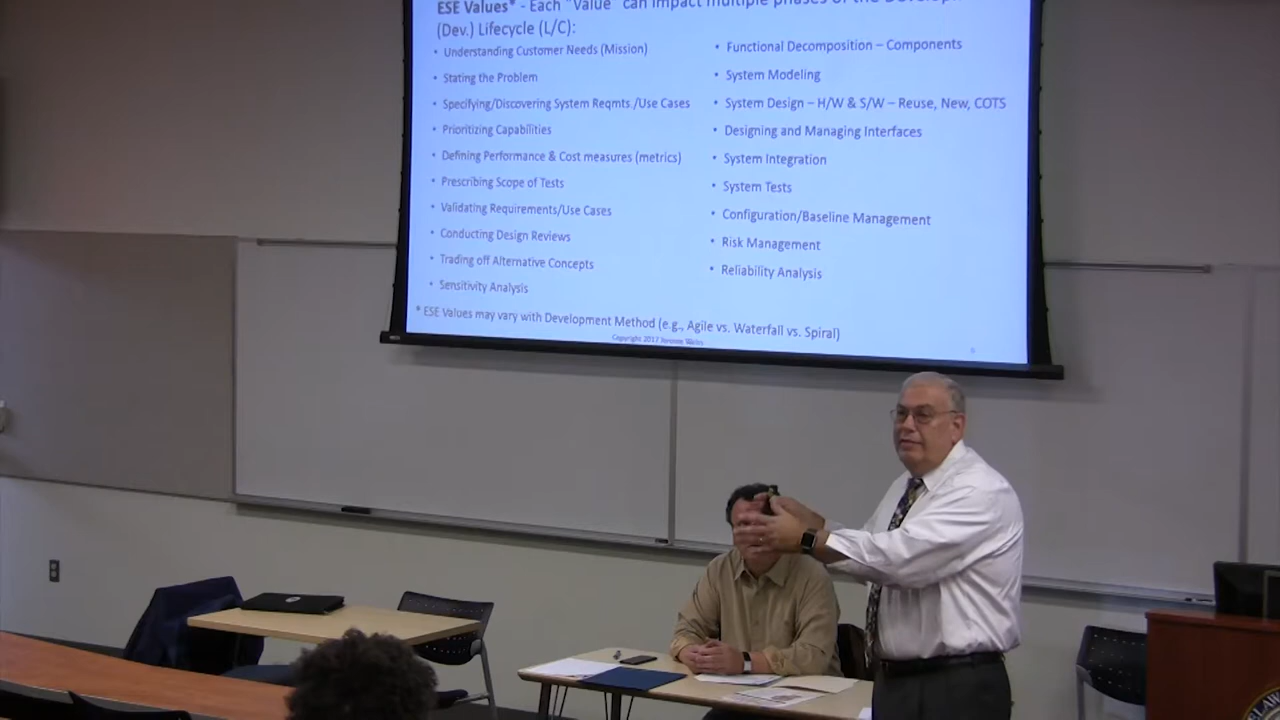 ESE Values* - Each "Value" can impact multiple phases of the
(Dev.) Lifecycle (L/C):
• Understanding Customer Needs (Mission)
• Stating the Problem
• Specifying/Discovering System Reqmts./Use Cases
• Prioritizing Capabilities
• Defining Performance & Cost measures (metrics)
• Prescribing Scope of Tests
• Validating Requirements/Use Cases
• Conducting Design Reviews
• Trading off Alternative Concepts
• Sensitivity Analysis
• Functional Decomposition – Components
• System Modeling
• System Design – H/W & S/W – Reuse, New, COTS
• Designing and Managing Interfaces
• System Integration
• System Tests
• Configuration/Baseline Management
• Risk Management
• Reliability Analysis
* ESE Values may vary with Development Method (e.g., Agile vs. Waterfall vs. Spiral)
Copyright 2017 Jerome Weiss